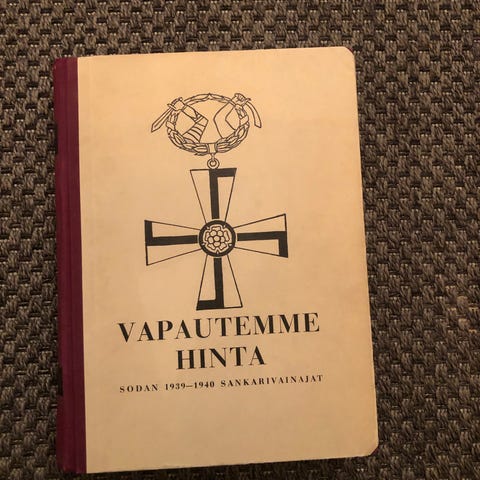 VAPAUTEMME
HINTA
SODAN 1939—1940 SANKARIVAINAJAT